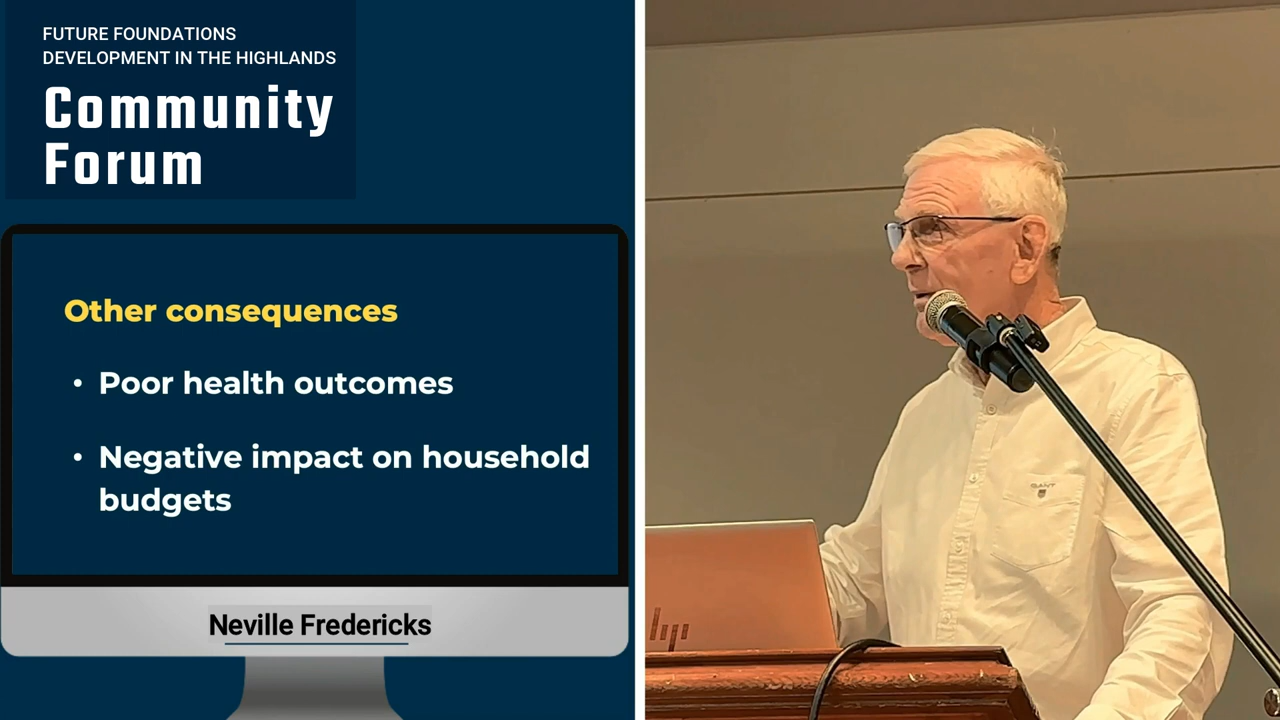 FUTURE FOUNDATIONS
DEVELOPMENT IN THE HIGHLANDS
Community
Forum
Other consequences
• Poor health outcomes
• Negative impact on household
budgets
Neville Fredericks
GANT
hp